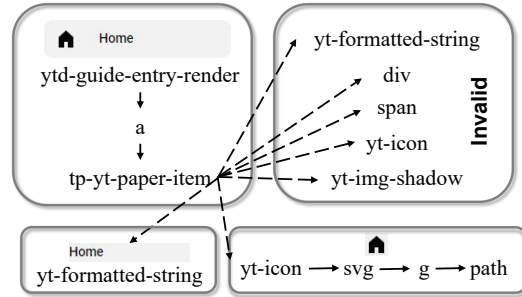 Home
ytd-guide-entry-render
a
tp-yt-paper-item
yt-formatted-string
div
span
yt-icon
yt-img-shadow
Invalid
Home
yt-formatted-string
yt-icon svg g path